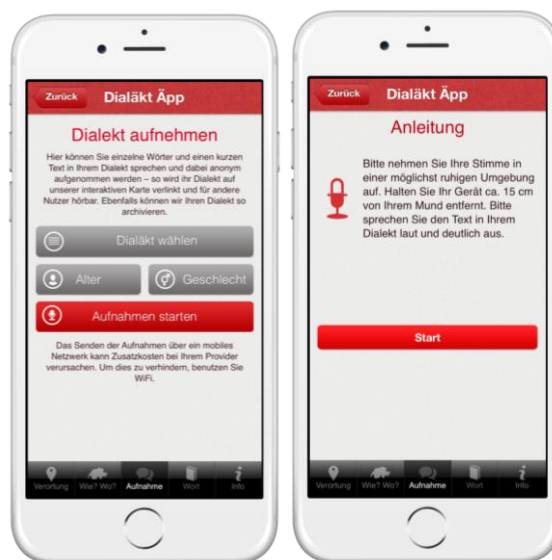 Zurück
Dialäkt Äpp
Dialekt aufnehmen
Hier können Sie einzelne Wörter und einen kurzen
Text in Ihrem Dialekt sprechen und dabei anonym
aufgenommen werden – so wird ihr Dialekt auf
unserer interaktiven Karte verlinkt und für andere
Nutzer hörbar. Ebenfalls können wir Ihren Dialekt so
archivieren.
Dialäkt wählen
Alter
Geschlecht
Aufnahmen starten
Das Senden der Aufnahmen über ein mobiles
Netzwerk kann Zusatzkosten bei Ihrem Provider
verursachen. Um dies zu verhindern, benutzen Sie
WiFi.
Verortung
Wie? Wo?
Aufnahme
Wort
Info
Zurück
Dialäkt Äpp
Anleitung
Bitte nehmen Sie Ihre Stimme in
einer möglichst ruhigen Umgebung
auf. Halten Sie Ihr Gerät ca. 15 cm
von Ihrem Mund entfernt. Bitte
sprechen Sie den Text in Ihrem
Dialekt laut und deutlich aus.
Start
Verortung
Wie? Wo?
Aufnahme
Wort
Info